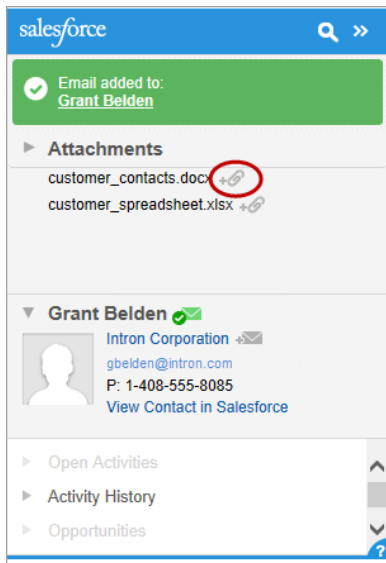 salesforce
Email added to:
Grant Belden
Attachments
customer_contacts.docx
customer_spreadsheet.xlsx
Grant Belden
Intron Corporation
gbelden@intron.com
P: 1-408-555-8085
View Contact in Salesforce
Open Activities
Activity History
Opportunities
?